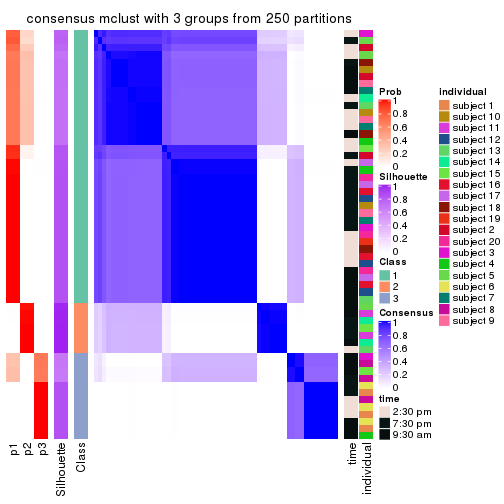 consensus mclust with 3 groups from 250 partitions
Prob
1
0.8
0.6
0.4
0.2
0
Silhouette
1
0.8
0.6
0.4
0.2
0
Class
1
2
3
Consensus
1
0.8
0.6
0.4
0.2
0
time
2:30 pm
7:30 pm
9:30 am
individual
subject 1
subject 10
subject 11
subject 12
subject 13
subject 14
subject 15
subject 16
subject 17
subject 18
subject 19
subject 2
subject 20
subject 3
subject 4
subject 5
subject 6
subject 7
subject 8
subject 9
p1
p2
p3
Silhouette
Class
time
individual